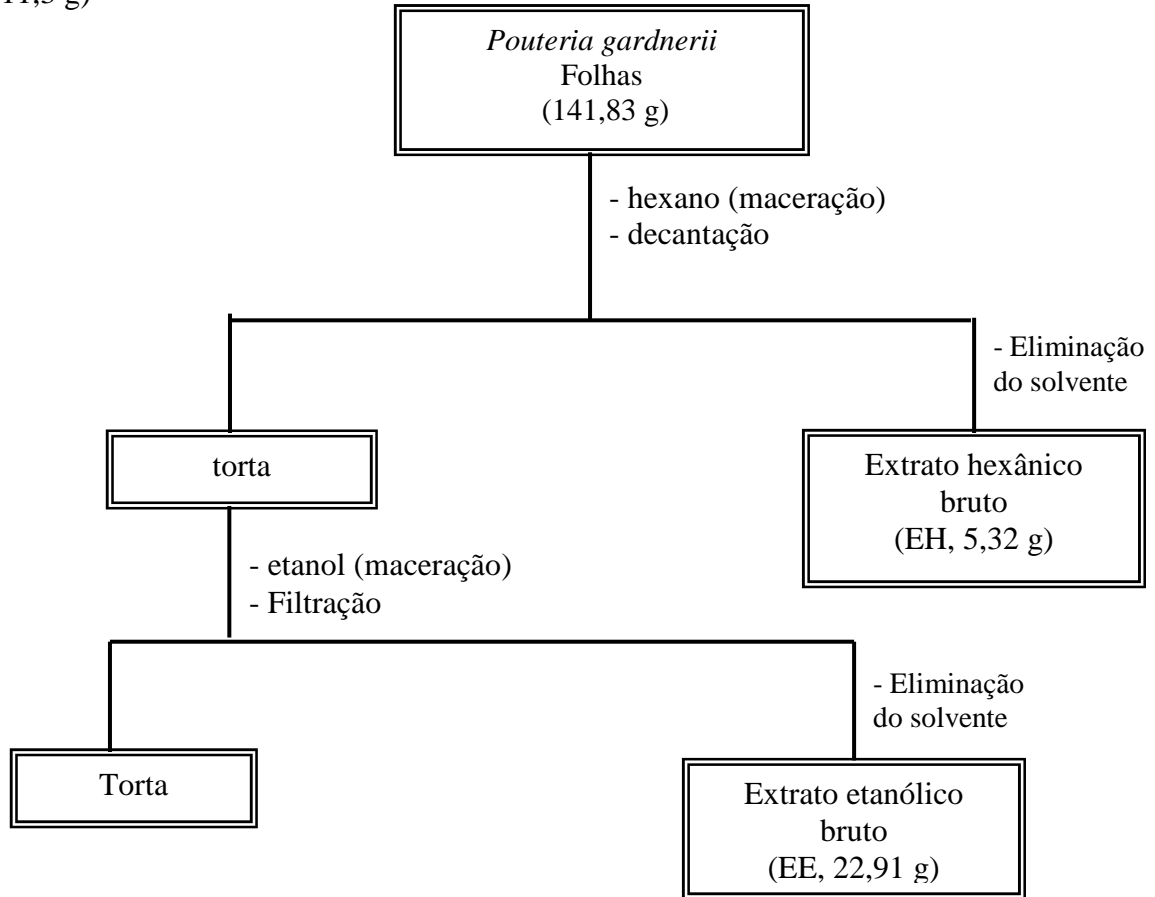 Pouteria gardnerii
Folhas
(141,83 g)
- hexano (maceração)
- decantação
- Eliminação
do solvente
torta
Extrato hexânico
bruto
(EH, 5,32 g)
- etanol (maceração)
- Filtração
- Eliminação
do solvente
Torta
Extrato etanólico
bruto
(EE, 22,91 g)